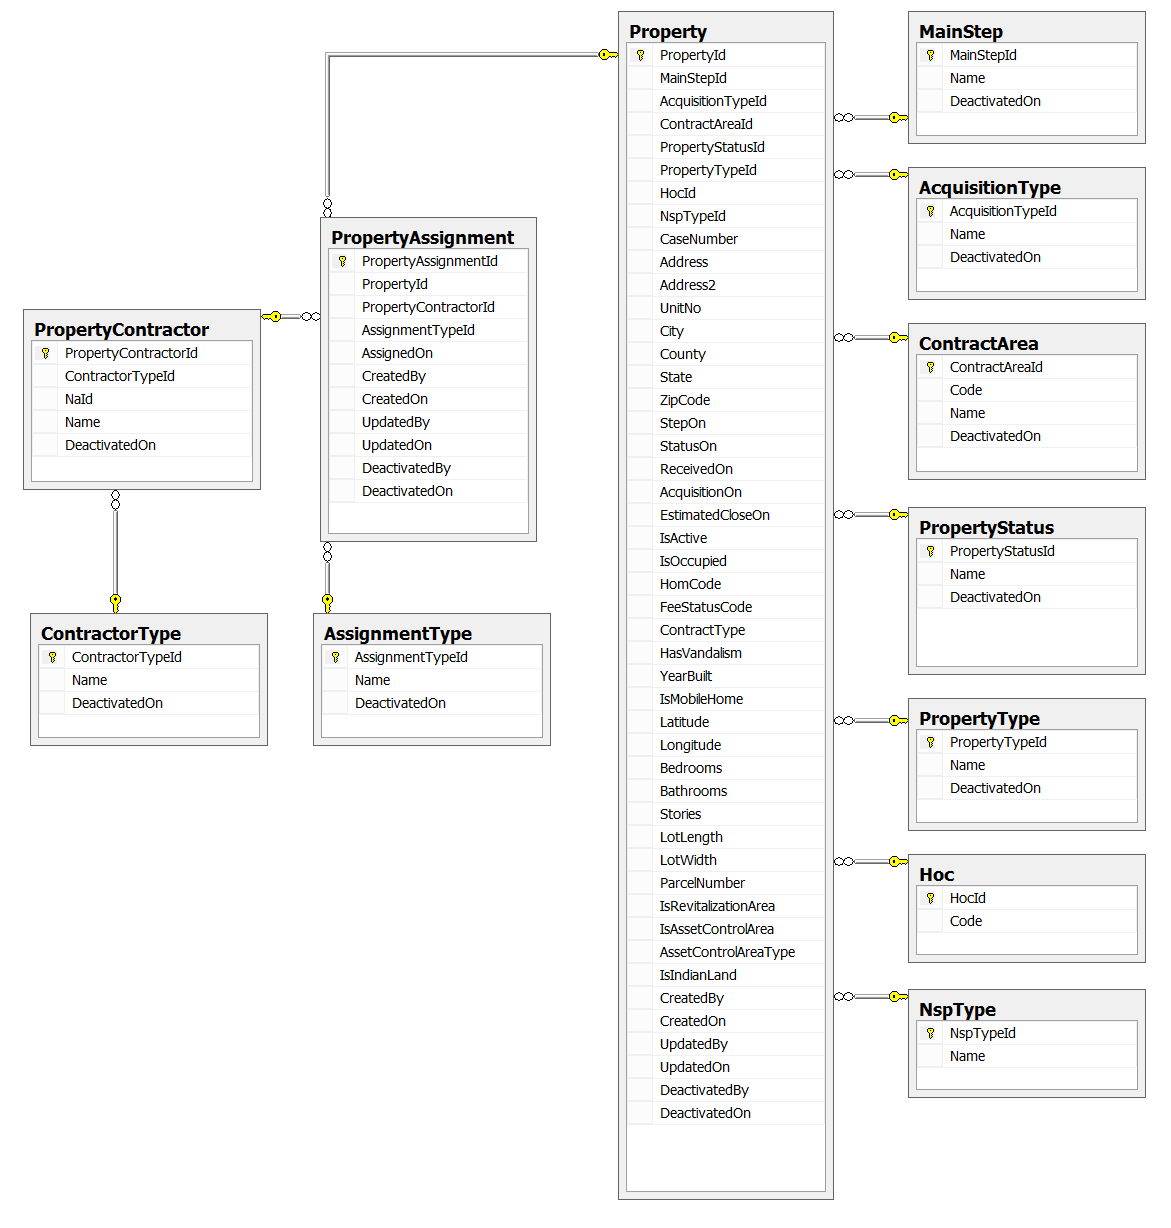 Property
PropertyId
MainStepId
AcquisitionTypeId
ContractAreaId
PropertyStatusId
PropertyTypeId
HocId
NspTypeId
CaseNumber
Address
Address2
UnitNo
City
County
State
ZipCode
StepOn
StatusOn
ReceivedOn
AcquisitionOn
EstimatedCloseOn
IsActive
IsOccupied
HomCode
FeeStatusCode
ContractType
HasVandalism
YearBuilt
IsMobileHome
Latitude
Longitude
Bedrooms
Bathrooms
Stories
LotLength
LotWidth
ParcelNumber
IsRevitalizationArea
IsAssetControlArea
AssetControlAreaType
IsIndianLand
CreatedBy
CreatedOn
UpdatedBy
UpdatedOn
DeactivatedBy
DeactivatedOn
MainStep
MainStepId
Name
DeactivatedOn
AcquisitionType
AcquisitionTypeId
Name
DeactivatedOn
ContractArea
ContractAreaId
Code
Name
DeactivatedOn
PropertyStatus
PropertyStatusId
Name
DeactivatedOn
PropertyType
PropertyTypeId
Name
DeactivatedOn
Hoc
HocId
Code
NspType
NspTypeId
Name
PropertyAssignment
PropertyAssignmentId
PropertyId
PropertyContractorId
AssignmentTypeId
AssignedOn
CreatedBy
CreatedOn
UpdatedBy
UpdatedOn
DeactivatedBy
DeactivatedOn
PropertyContractor
PropertyContractorId
ContractorTypeId
NaId
Name
DeactivatedOn
ContractorType
ContractorTypeId
Name
DeactivatedOn
AssignmentType
AssignmentTypeId
Name
DeactivatedOn